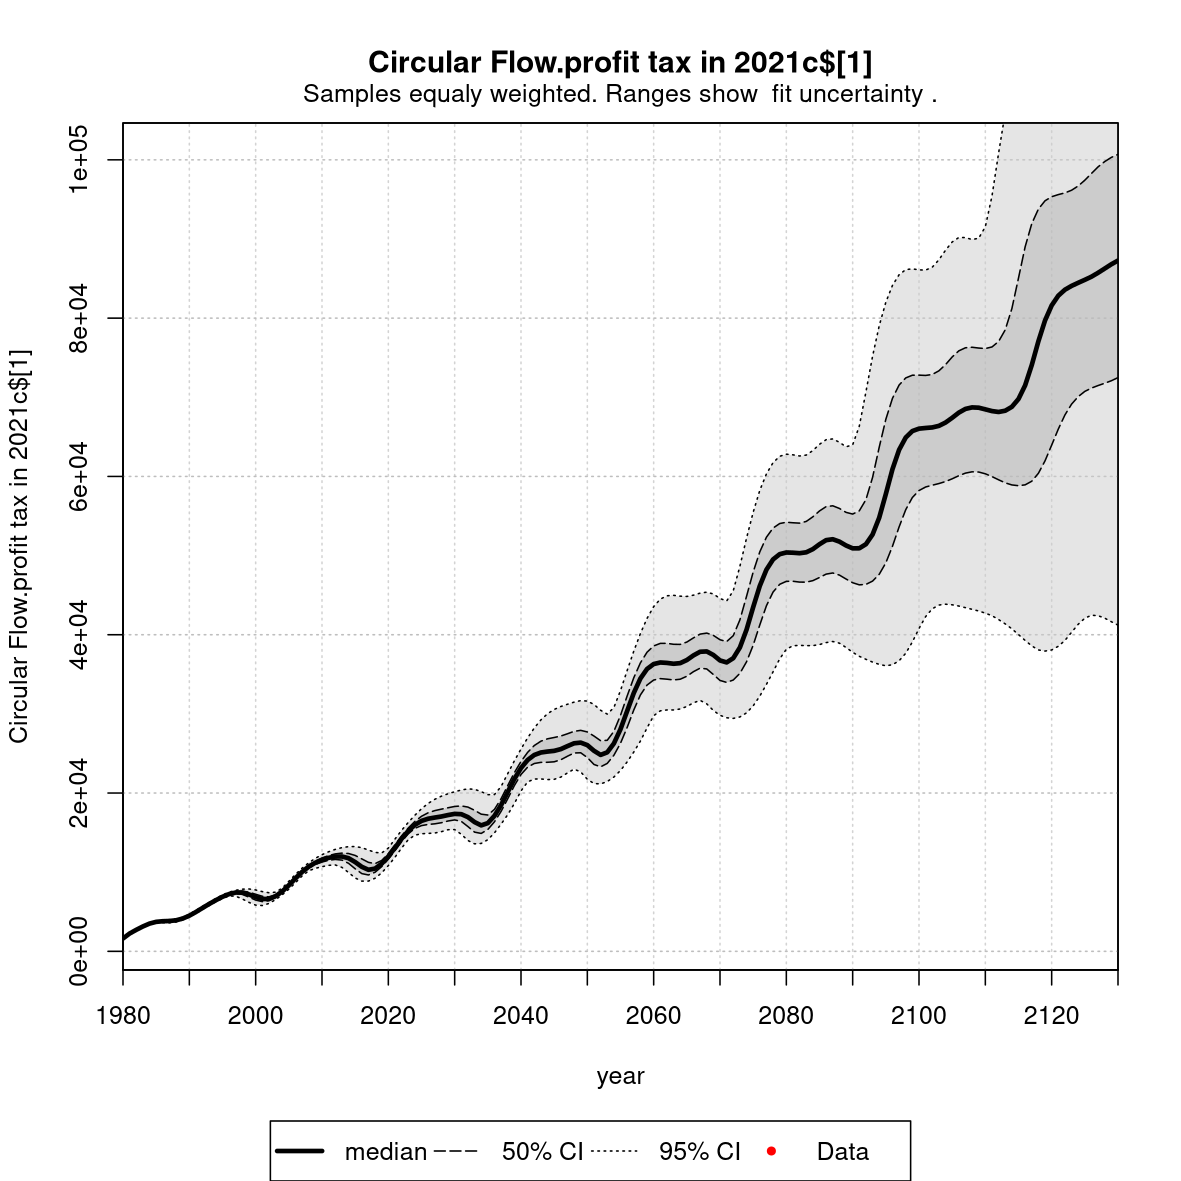 Circular Flow.profit tax in 2021c$[1]
Samples equaly weighted. Ranges show  fit uncertainty .
Circular Flow.profit tax in 2021c$[1]
1e+05
8e+04
6e+04
4e+04
2e+04
0e+00
1980 2000 2020 2040 2060 2080 2100 2120
year
median 50% CI 95% CI Data